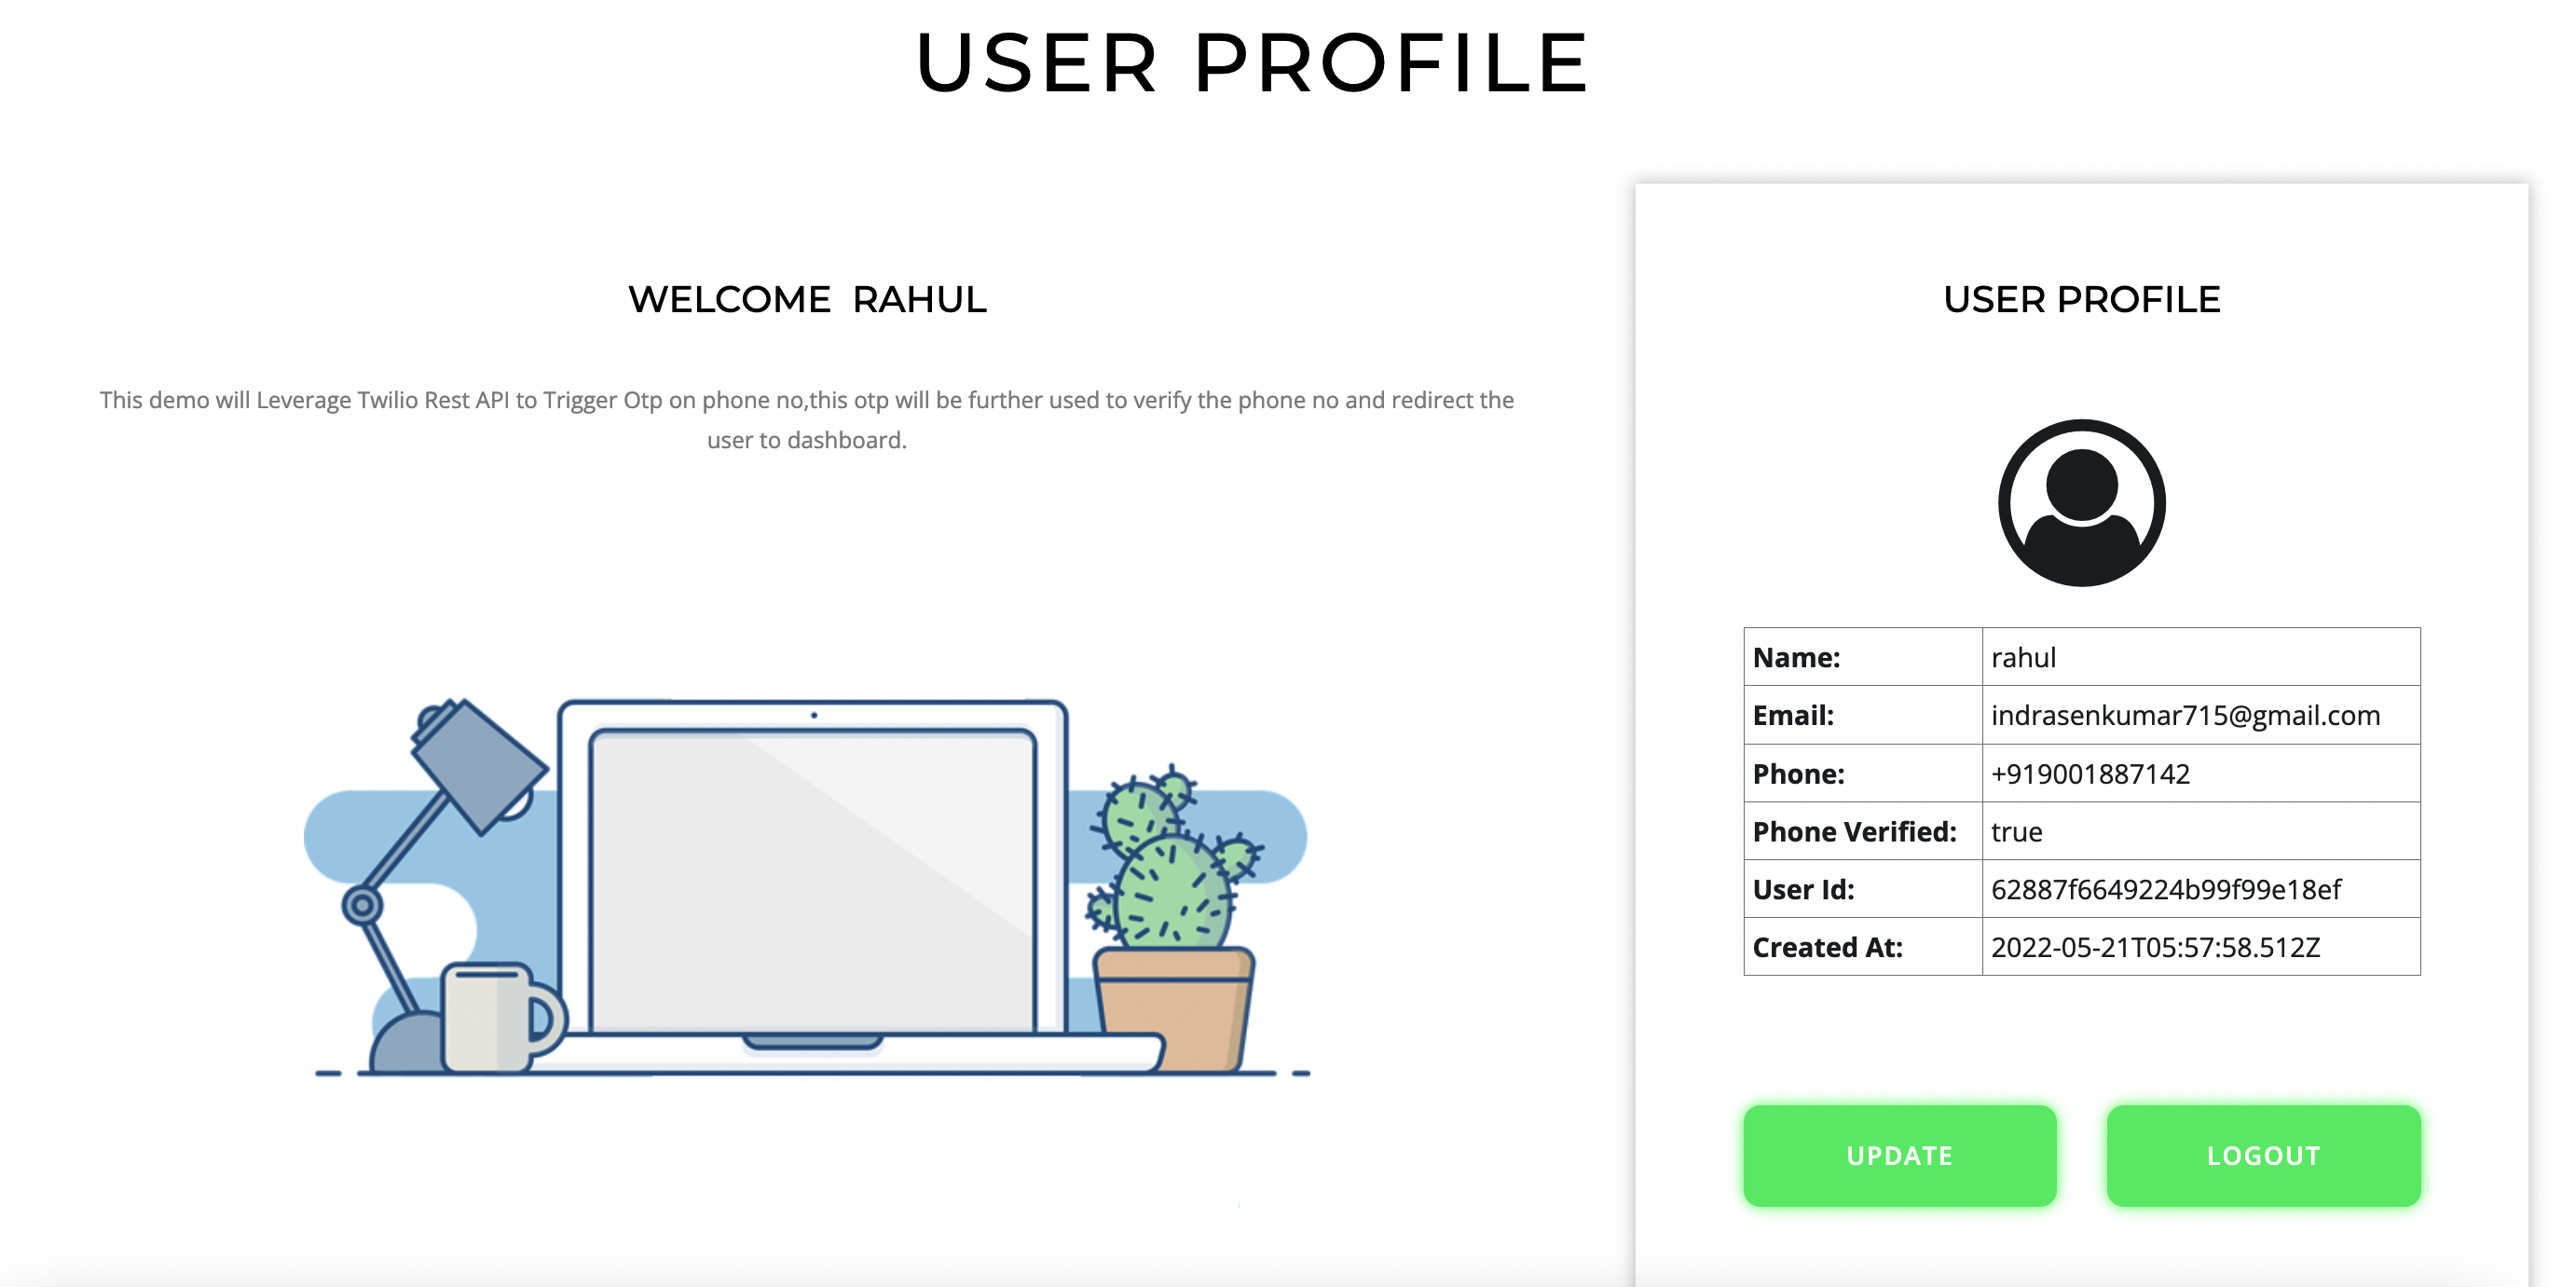 USER PROFILE
WELCOME RAHUL
This demo will Leverage Twilio Rest API to Trigger Otp on phone no,this otp will be further used to verify the phone no and redirect the
user to dashboard.
USER PROFILE
Name: rahul
Email: indrasenkumar715@gmail.com
Phone: +919001887142
Phone Verified: true
User Id: 62887f6649224b99f99e18ef
Created At: 2022-05-21T05:57:58.512Z
UPDATE LOGOUT